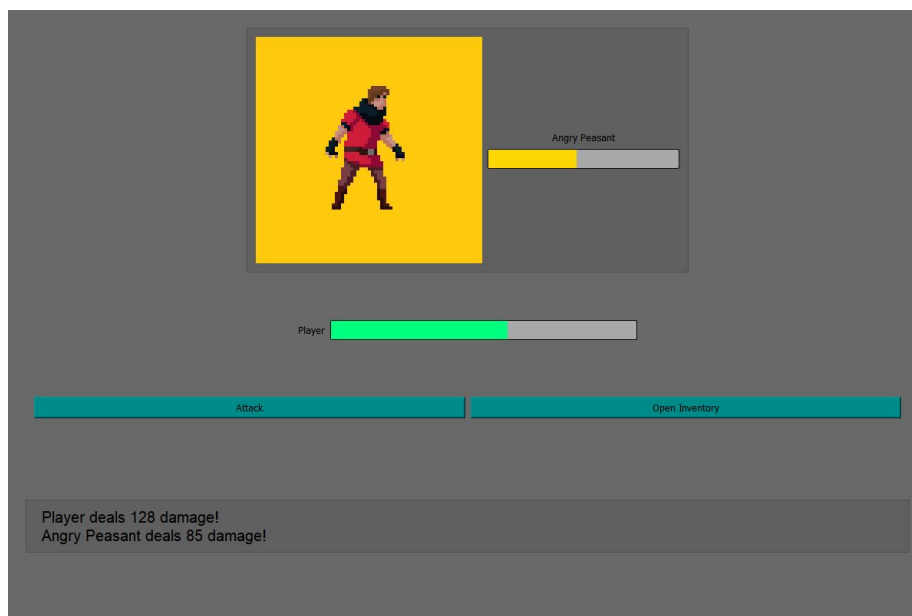 Angry Peasant
Player
Attack
Open Inventory
Player deals 128 damage!
Angry Peasant deals 85 damage!